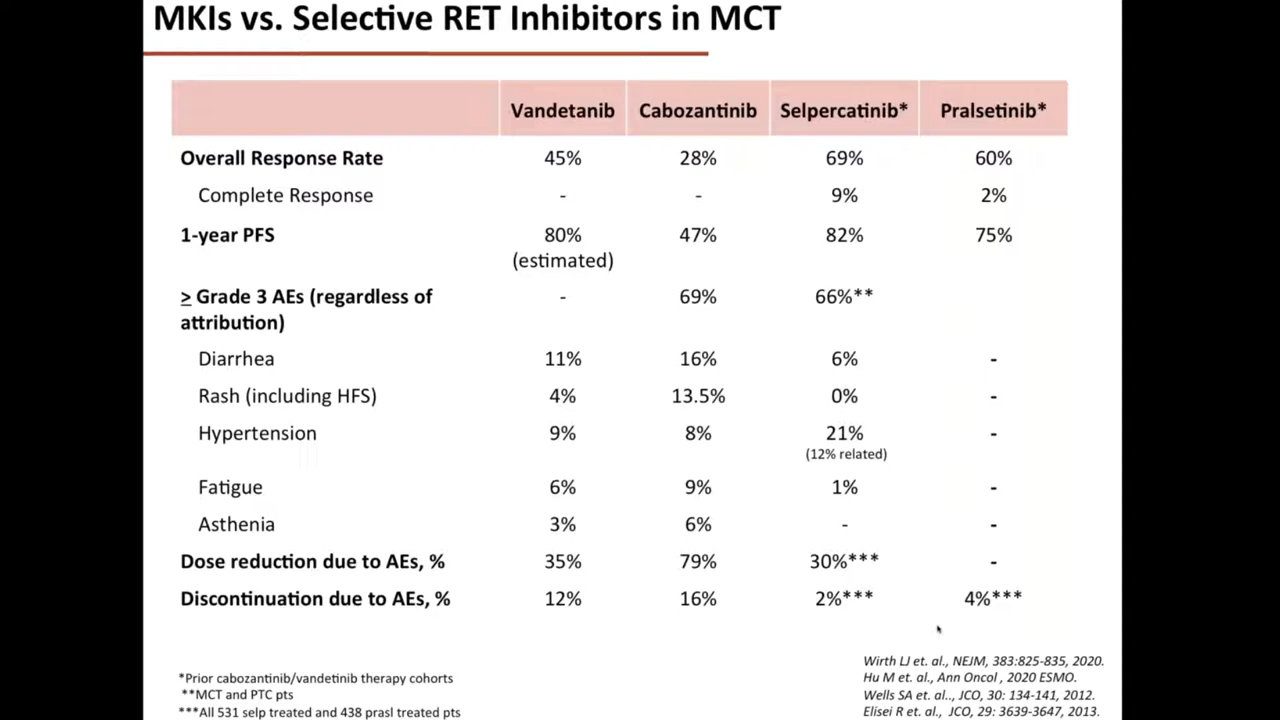 MKIs vs. Selective RET Inhibitors in MCT
Vandetanib Cabozantinib Selpercatinib* Pralsetinib*
Overall Response Rate 45% 28% 69% 60%
Complete Response - - 9% 2%
1-year PFS 80% 47% 82% 75%
(estimated)
≥ Grade 3 AEs (regardless of - 69% 66%**
attribution)
Diarrhea 11% 16% 6% -
Rash (including HFS) 4% 13.5% 0% -
Hypertension 9% 8% 21% -
(12% related)
Fatigue 6% 9% 1% -
Asthenia 3% 6% - -
Dose reduction due to AEs, % 35% 79% 30%*** -
Discontinuation due to AEs, % 12% 16% 2%*** 4%***
*Prior cabozantinib/vandetinib therapy cohorts
**MCT and PTC pts
***All 531 selp treated and 438 prasl treated pts
Wirth LJ et. al., NEJM, 383:825-835, 2020.
Hu M et. al., Ann Oncol , 2020 ESMO.
Wells SA et. al.., JCO, 30: 134-141, 2012.
Elisei R et. al., JCO, 29: 3639-3647, 2013.